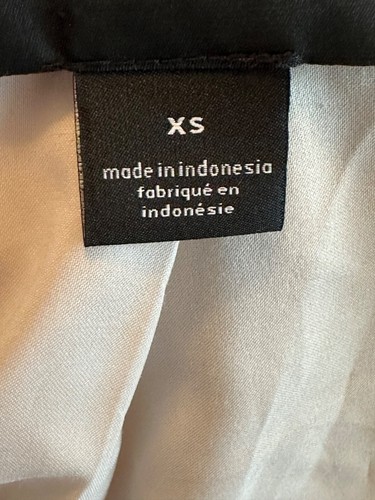 XS
made in indonesia
fabriqué en
indonésie